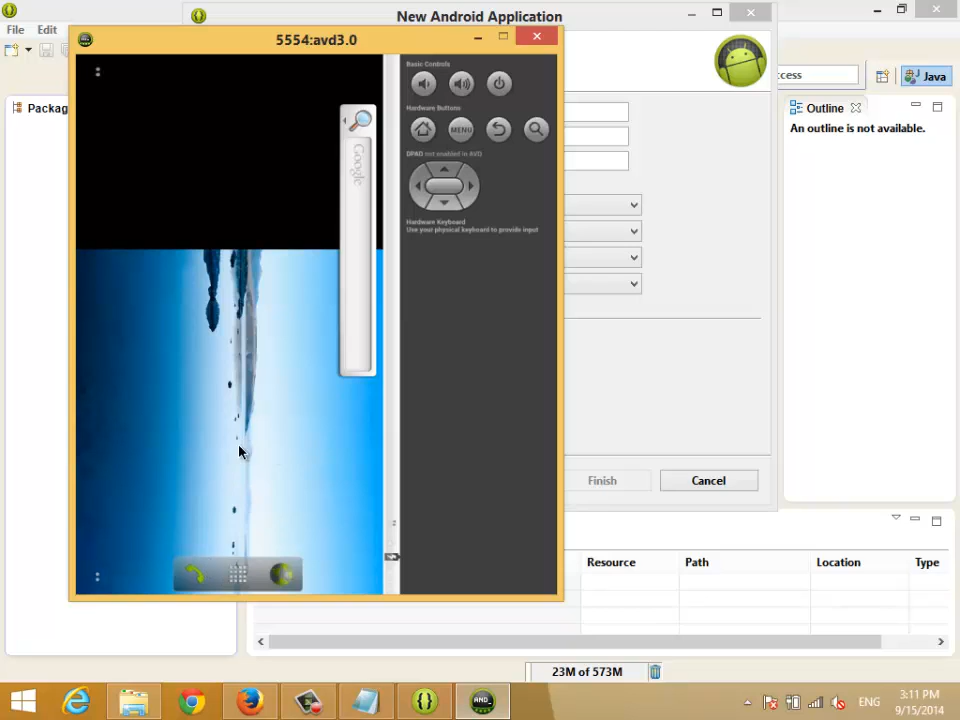 New Android Application
File Edit
5554:avd3.0
Basic Controls
Hardware Buttons
MENU
DPAD not enabled in AVD
Hardware Keyboard
Use your physical keyboard to provide input
Google
ccess
Java
Packag
Outline
An outline is not available.
Finish
Cancel
Resource Path Location Type
23M of 573M
AND_
ENG
3:11 PM
9/15/2014